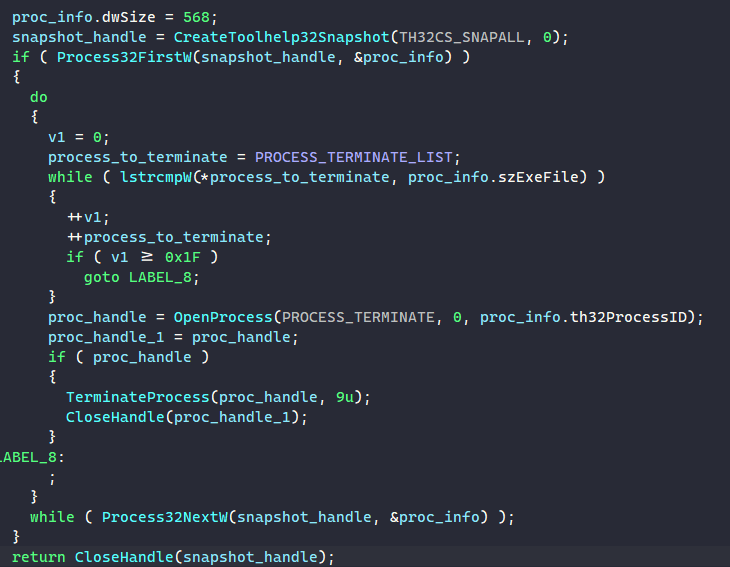 proc_info.dwSize = 568;
snapshot_handle = CreateToolhelp32Snapshot(TH32CS_SNAPALL, 0);
if ( Process32FirstW(snapshot_handle, &proc_info) )
{
do
{
v1 = 0;
process_to_terminate = PROCESS_TERMINATE_LIST;
while ( lstrcmpW(*process_to_terminate, proc_info.szExeFile) )
{
++v1;
++process_to_terminate;
if ( v1 ≥ 0x1F )
goto LABEL_8;
}
proc_handle = OpenProcess(PROCESS_TERMINATE, 0, proc_info.th32ProcessID);
proc_handle_1 = proc_handle;
if ( proc_handle )
{
TerminateProcess(proc_handle, 9u);
CloseHandle(proc_handle_1);
}
LABEL_8:
;
}
while ( Process32NextW(snapshot_handle, &proc_info) );
}
return CloseHandle(snapshot_handle);